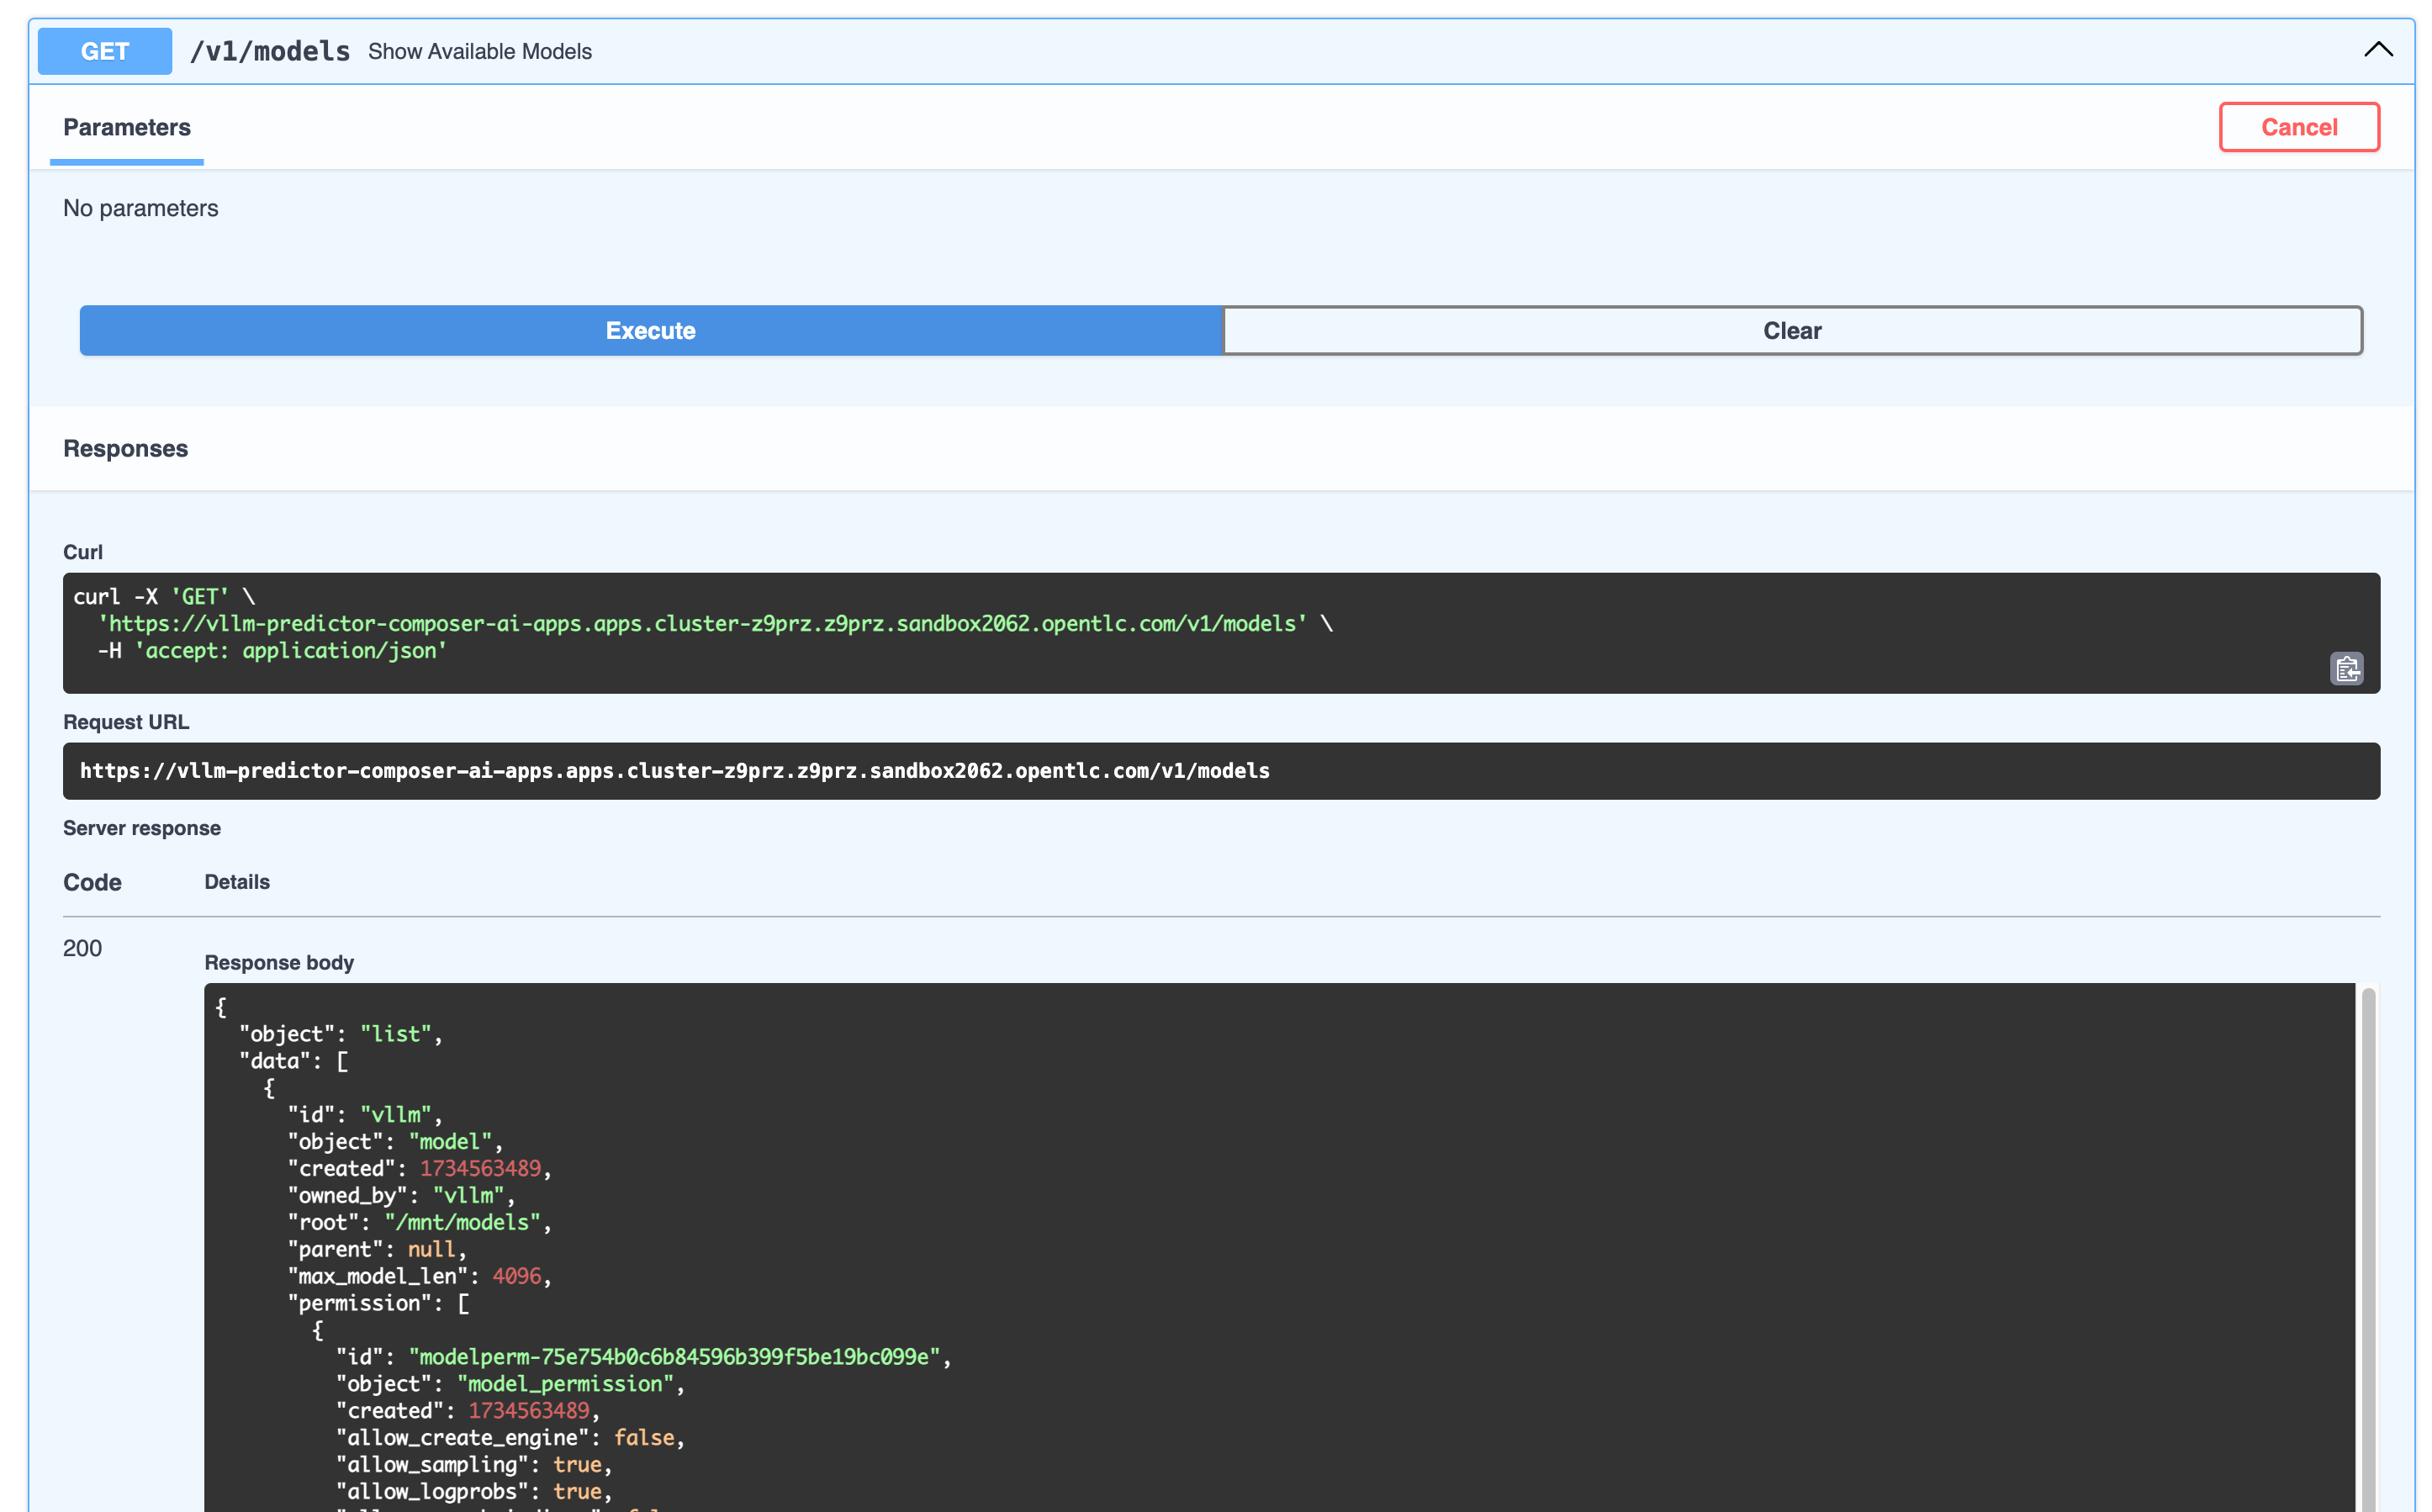 GET /v1/models Show Available Models
Parameters
Cancel
No parameters
Execute
Clear
Responses
Curl
curl -X 'GET' \
  'https://vllm-predictor-composer-ai-apps.apps.cluster-z9prz.z9prz.sandbox2062.opentlc.com/v1/models' \
  -H 'accept: application/json'
Request URL
https://vllm-predictor-composer-ai-apps.apps.cluster-z9prz.z9prz.sandbox2062.opentlc.com/v1/models
Server response
Code Details
200
Response body
{
  "object": "list",
  "data": [
    {
      "id": "vllm",
      "object": "model",
      "created": 1734563489,
      "owned_by": "vllm",
      "root": "/mnt/models",
      "parent": null,
      "max_model_len": 4096,
      "permission": [
        {
          "id": "modelperm-75e754b0c6b84596b399f5be19bc099e",
          "object": "model_permission",
          "created": 1734563489,
          "allow_create_engine": false,
          "allow_sampling": true,
          "allow_logprobs": true,